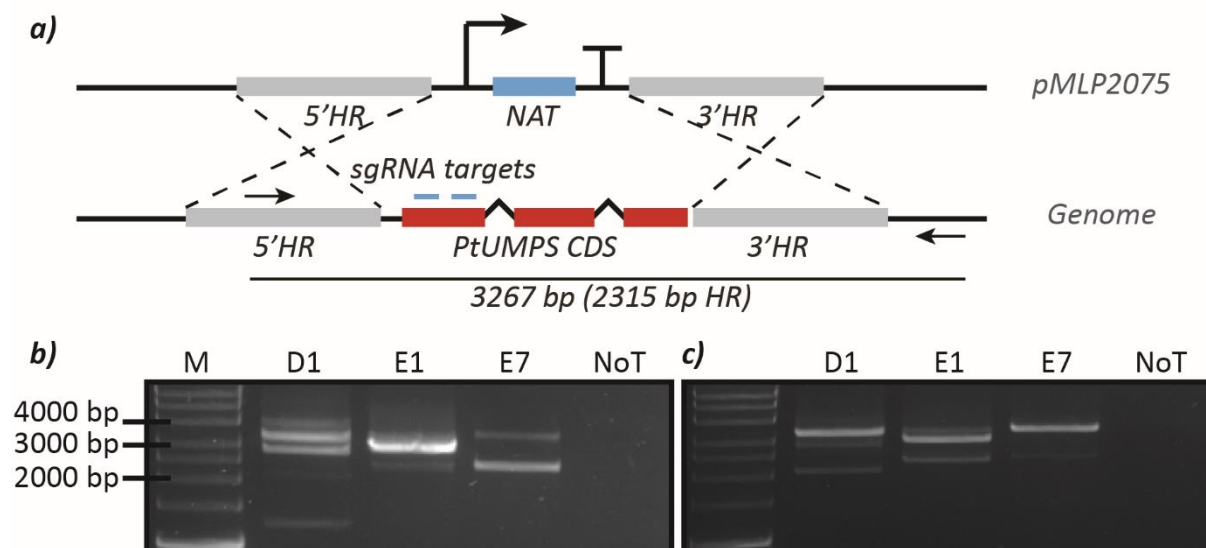 a)
pMLP2075
5'HR NAT 3'HR
sgRNA targets
Genome
5'HR PtUMPS CDS 3'HR
3267 bp (2315 bp HR)
b) M D1 E1 E7 NoT c) D1 E1 E7 NoT
4000 bp
3000 bp
2000 bp